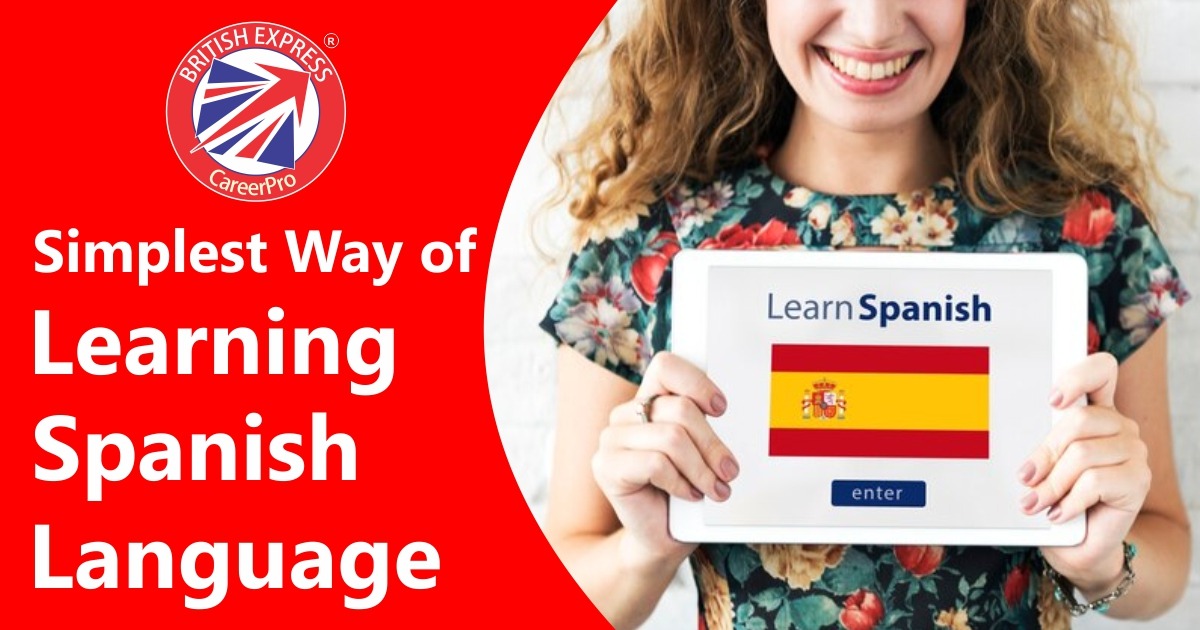 BRITISH EXPRESS
®
CareerPro
Simplest Way of
Learning
Spanish
Language
Learn Spanish
enter